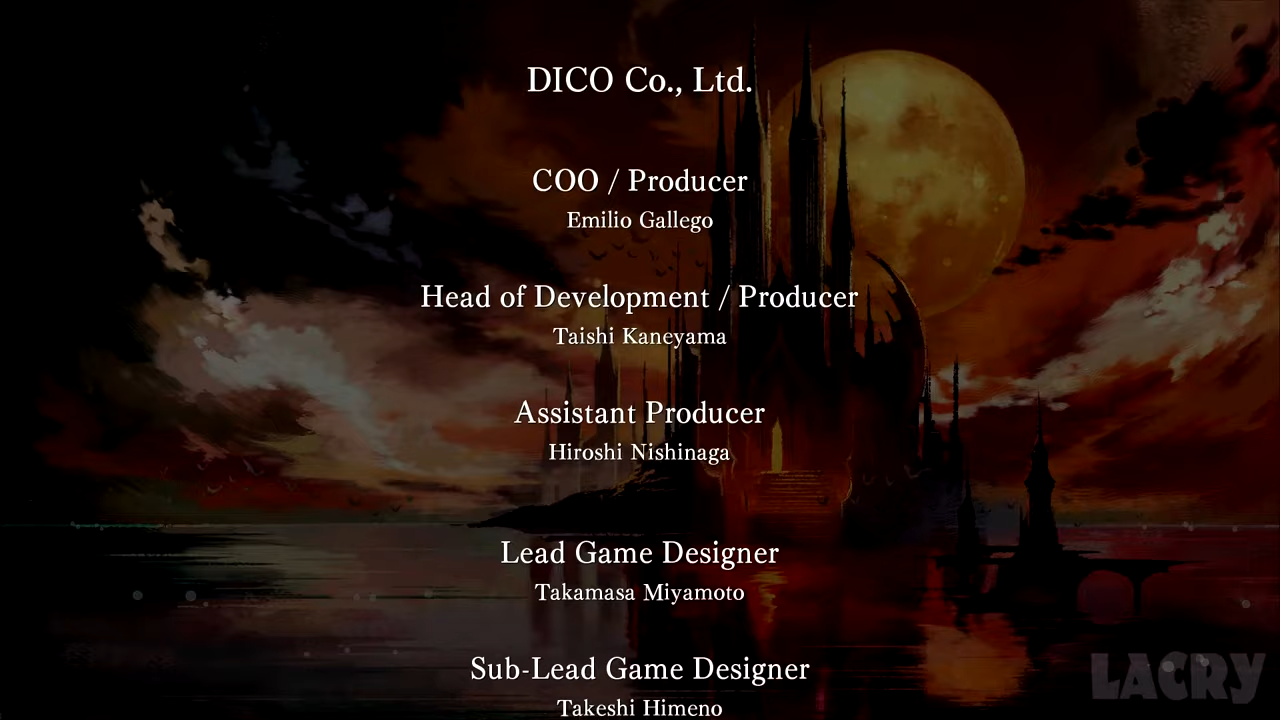 DICO Co., Ltd.
COO / Producer
Emilio Gallego
Head of Development / Producer
Taishi Kaneyama
Assistant Producer
Hiroshi Nishinaga
Lead Game Designer
Takamasa Miyamoto
Sub-Lead Game Designer
Takeshi Himeno
LACRY